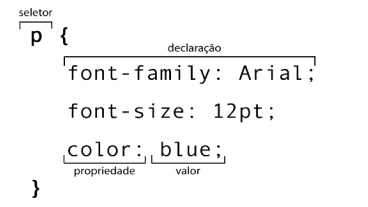 seletor
p {
declaração
font-family: Arial;
font-size: 12pt;
color: blue;
propriedade valor
}